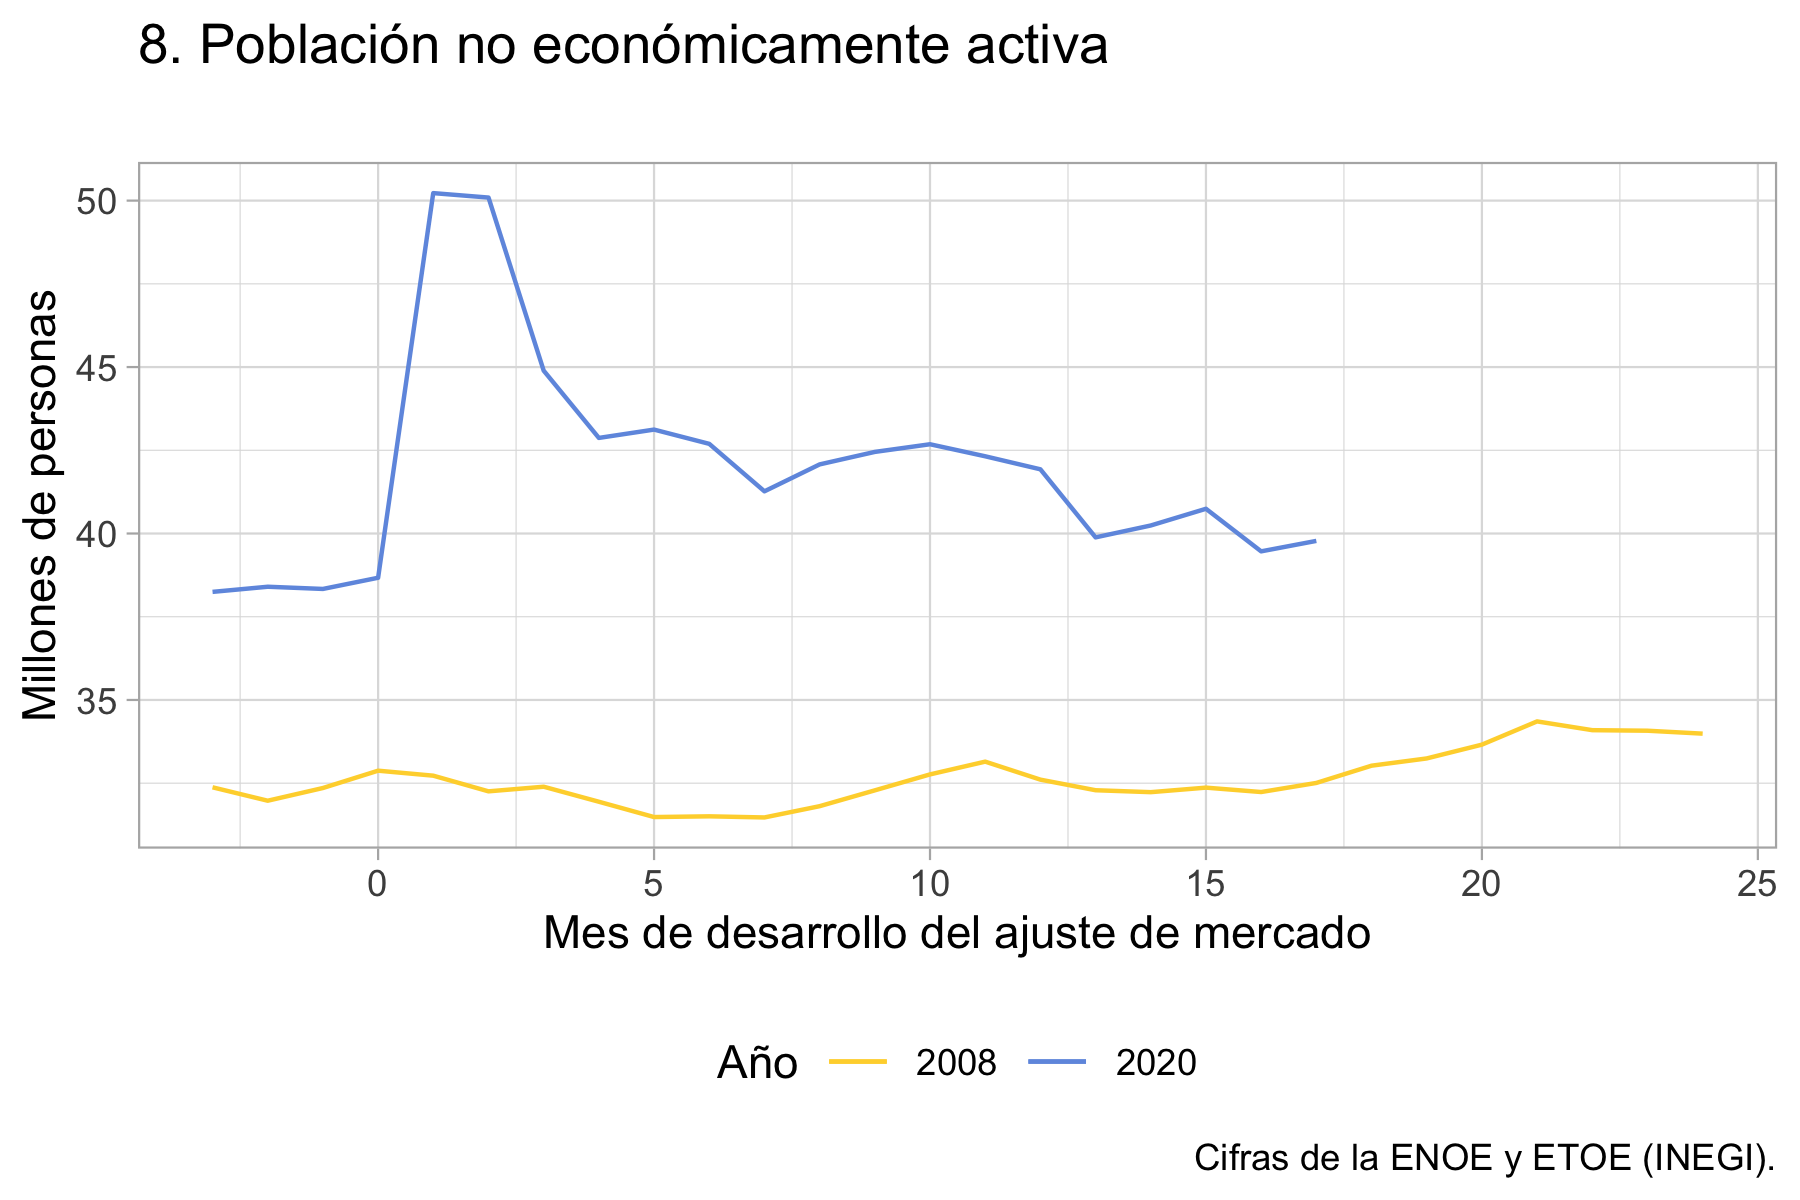 8. Población no económicamente activa
Millones de personas
50
45
40
35
0 5 10 15 20 25
Mes de desarrollo del ajuste de mercado
Año 2008 2020
Cifras de la ENOE y ETOE (INEGI).